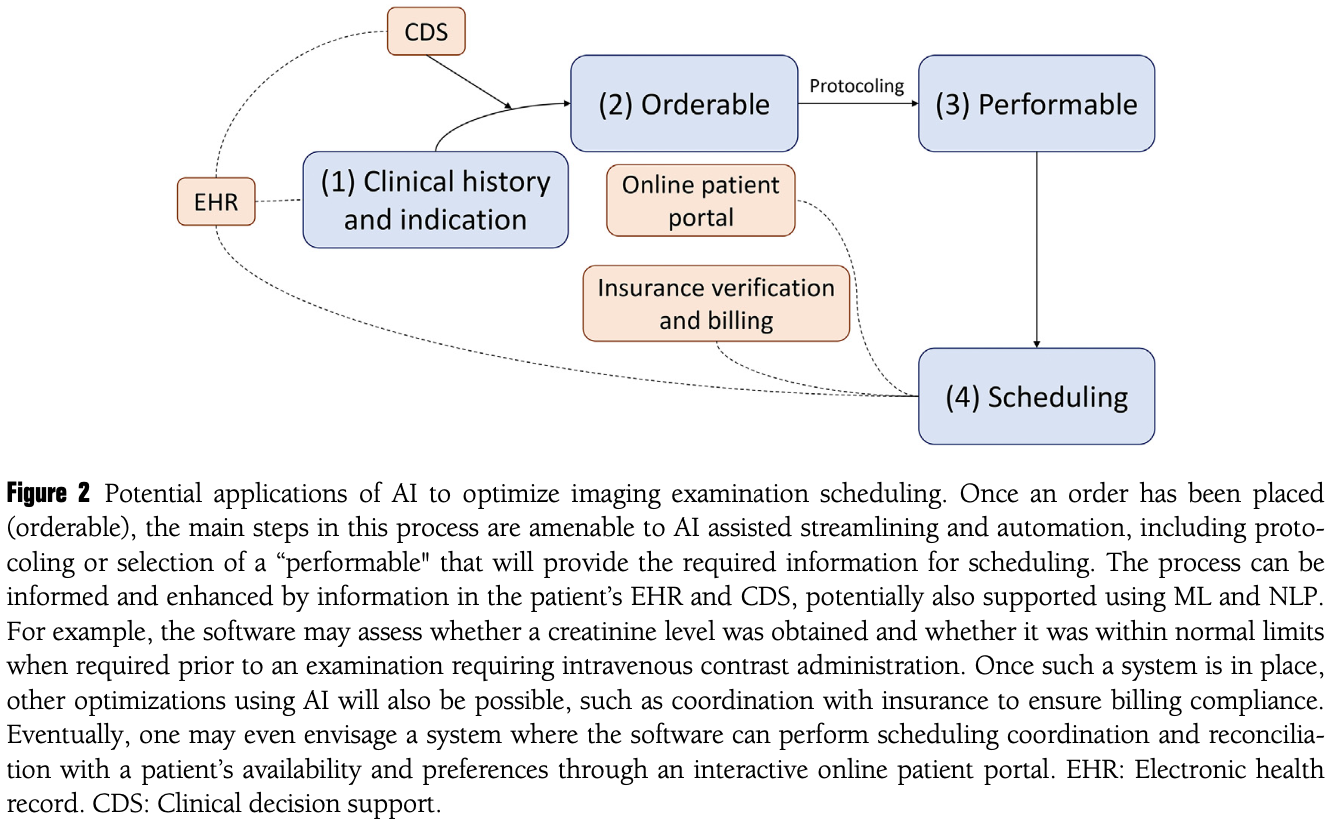 CDS
(2) Orderable
Protocoling
(3) Performable
EHR
(1) Clinical history
and indication
Online patient
portal
Insurance verification
and billing
(4) Scheduling
Figure 2 Potential applications of AI to optimize imaging examination scheduling. Once an order has been placed
(orderable), the main steps in this process are amenable to AI assisted streamlining and automation, including proto-
coling or selection of a “performable" that will provide the required information for scheduling. The process can be
informed and enhanced by information in the patient’s EHR and CDS, potentially also supported using ML and NLP.
For example, the software may assess whether a creatinine level was obtained and whether it was within normal limits
when required prior to an examination requiring intravenous contrast administration. Once such a system is in place,
other optimizations using AI will also be possible, such as coordination with insurance to ensure billing compliance.
Eventually, one may even envisage a system where the software can perform scheduling coordination and reconcilia-
tion with a patient’s availability and preferences through an interactive online patient portal. EHR: Electronic health
record. CDS: Clinical decision support.